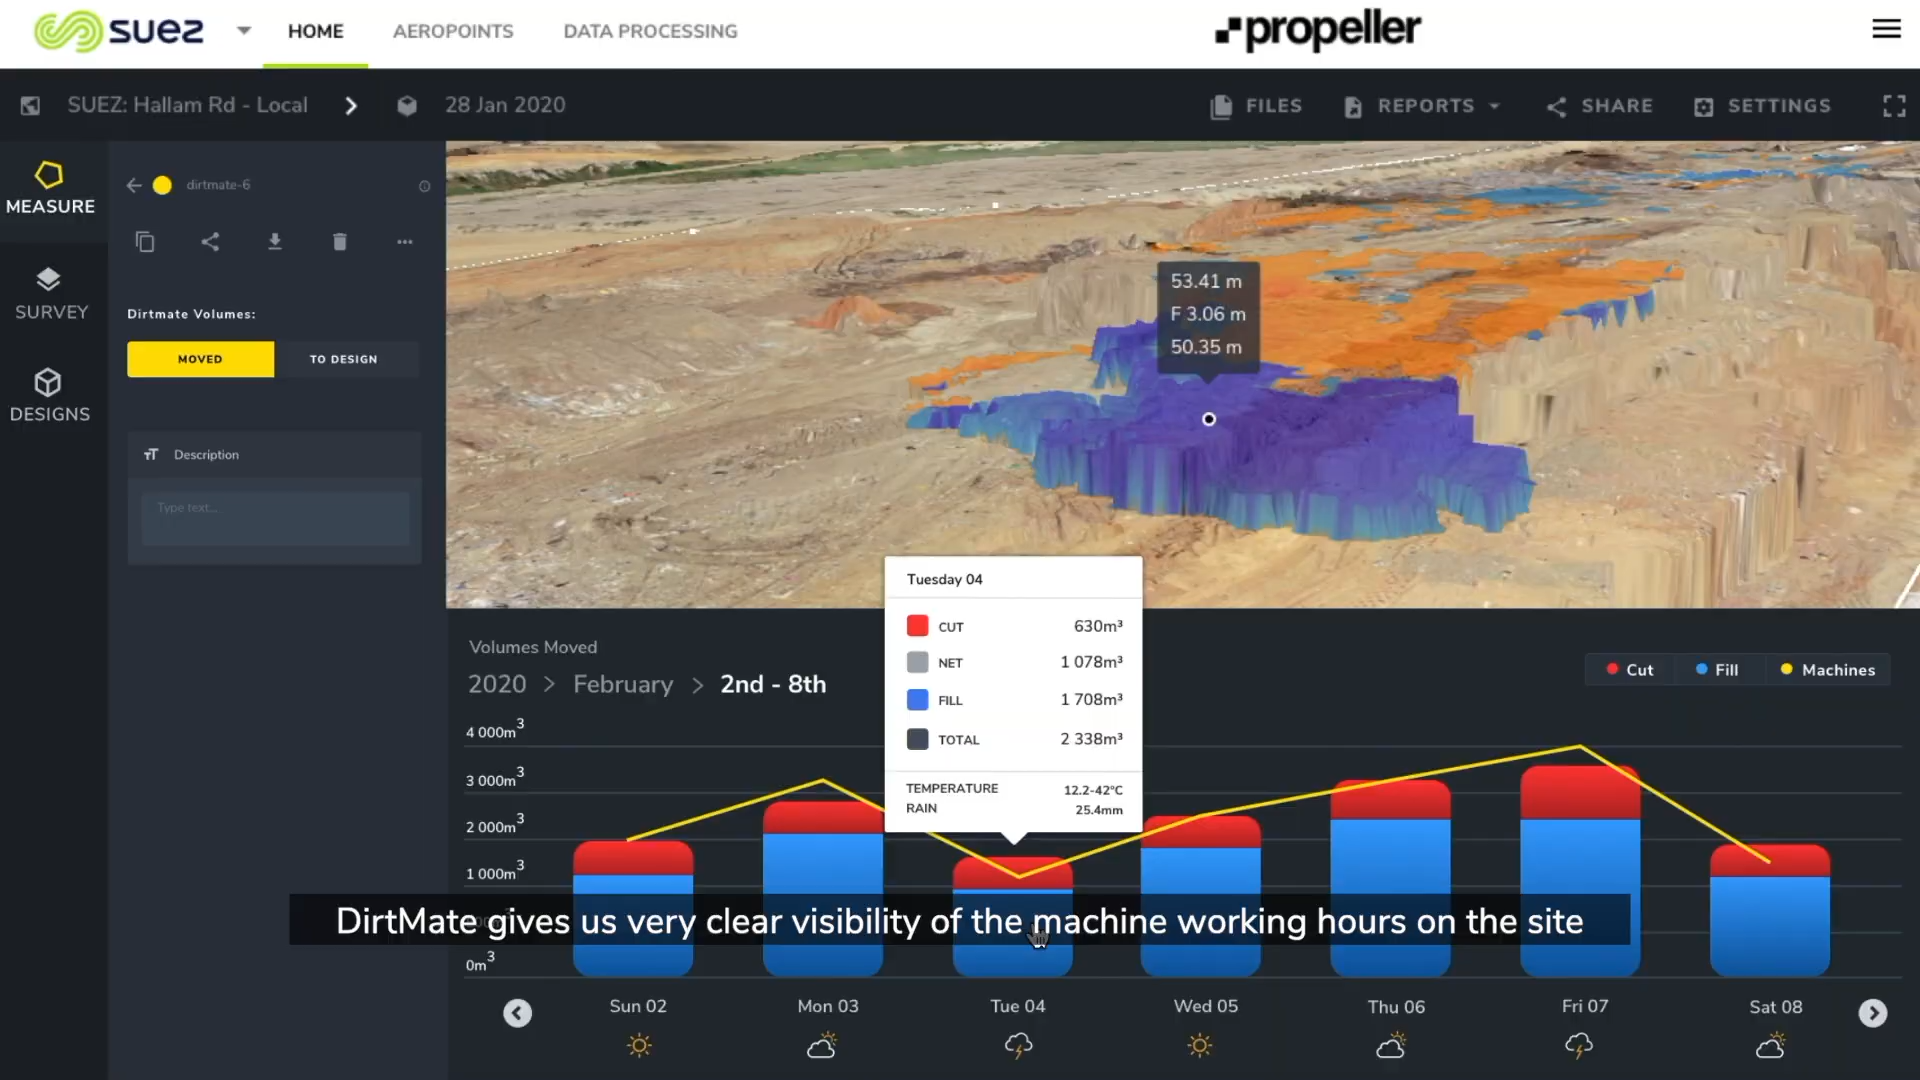 suez
HOME
AEROPOINTS
DATA PROCESSING
propeller
SUEZ: Hallam Rd - Local
28 Jan 2020
FILES
REPORTS
SHARE
SETTINGS
MEASURE
SURVEY
DESIGNS
dirtmate-6
Dirtmate Volumes:
MOVED
TO DESIGN
Description
Type text...
53.41 m
F 3.06 m
50.35 m
Tuesday 04
CUT 630m³
NET 1 078m³
FILL 1 708m³
TOTAL 2 338m³
TEMPERATURE 12.2-42°C
RAIN 25.4mm
Volumes Moved
2020 > February > 2nd - 8th
Cut
Fill
Machines
4 000m³
3 000m³
2 000m³
1 000m³
0m³
DirtMate gives us very clear visibility of the machine working hours on the site
Sun 02
Mon 03
Tue 04
Wed 05
Thu 06
Fri 07
Sat 08